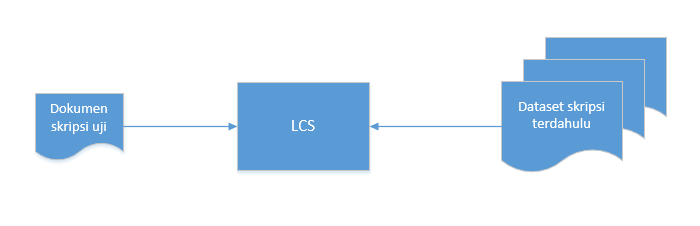 Dokumen
skripsi uji
LCS
Dataset skripsi
terdahulu